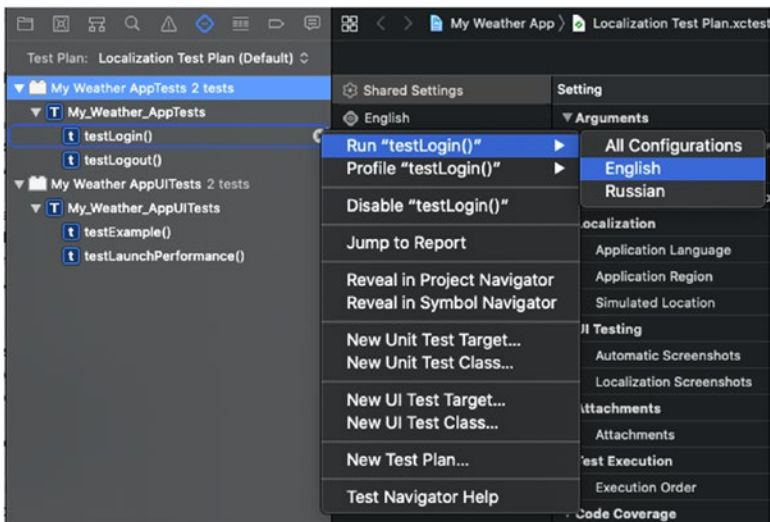 My Weather App 〉 Localization Test Plan.xctest
Test Plan: Localization Test Plan (Default)
My Weather AppTests 2 tests
My_Weather_AppTests
testLogin()
testLogout()
My Weather AppUITests 2 tests
My_Weather_AppUITests
testExample()
testLaunchPerformance()
Shared Settings
English
Run “testLogin()”
Profile “testLogin()”
Disable “testLogin()”
Jump to Report
Reveal in Project Navigator
Reveal in Symbol Navigator
New Unit Test Target...
New Unit Test Class...
New UI Test Target...
New UI Test Class...
New Test Plan...
Test Navigator Help
All Configurations
English
Russian
Setting
Arguments
ocalization
Application Language
Application Region
Simulated Location
UI Testing
Automatic Screenshots
Localization Screenshots
Attachments
Attachments
Test Execution
Execution Order
Code Coverage